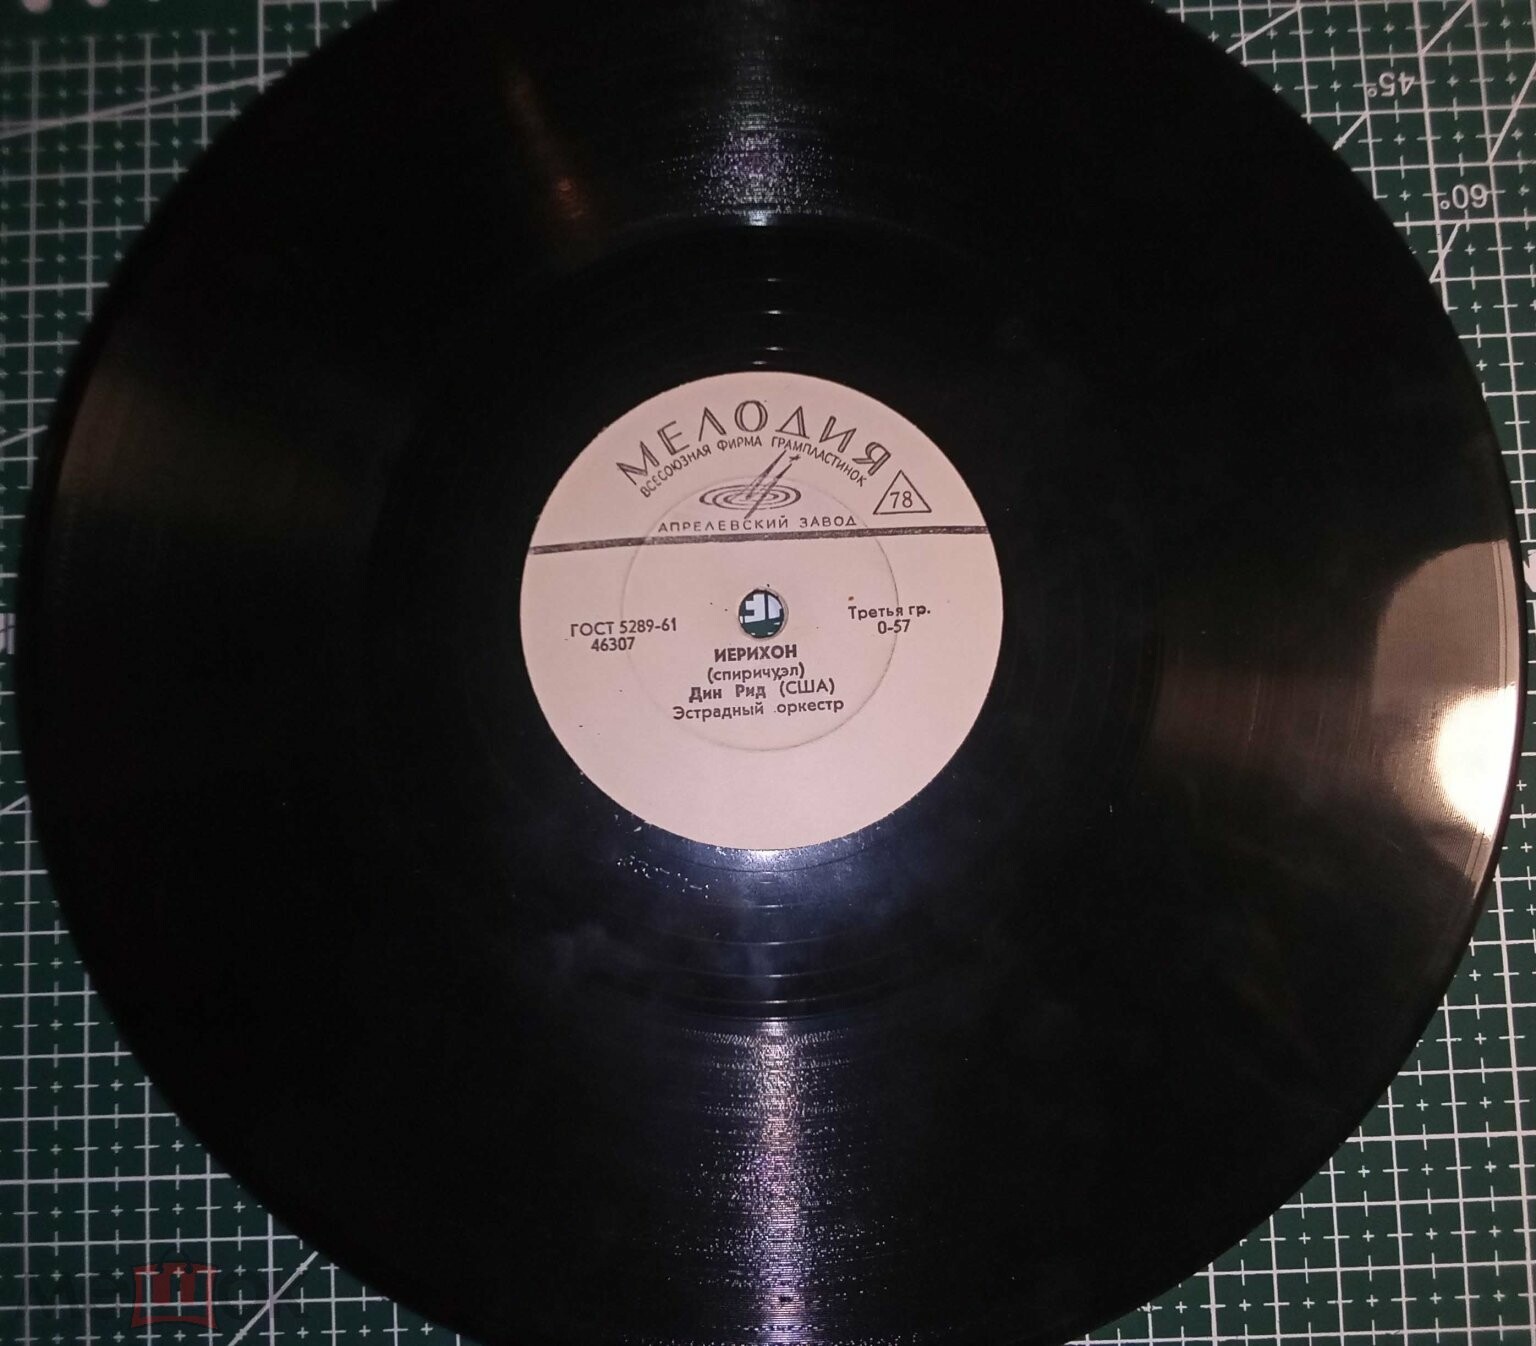 МЕЛОДИЯ
ВСЕСОЮЗНАЯ ФИРМА ГРАМПЛАСТИНОК
78
АПРЕЛЕВСКИЙ ЗАВОД
ГОСТ 5289-61
46307
Третья гр.
0-57
ИЕРИХОН
(спиричуэл)
Дин Рид (США)
Эстрадный оркестр
45°
60°